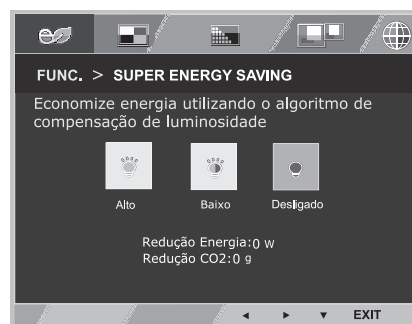 FUNC. > SUPER ENERGY SAVING
Economize energia utilizando o algoritmo de
compensação de luminosidade
Alto Baixo Desligado
Redução Energia:0 W
Redução CO2:0 g
EXIT